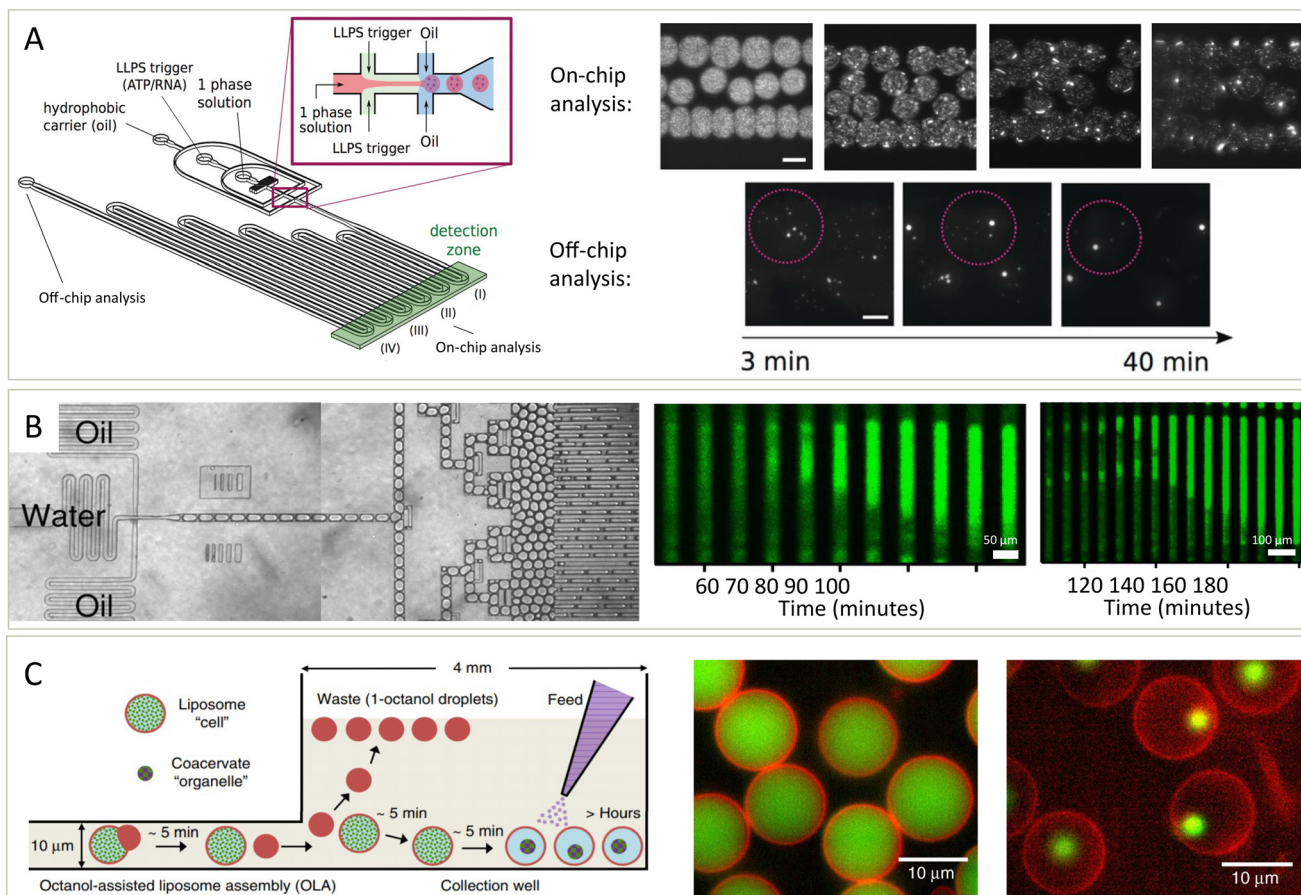 A
LLPS trigger
Oil
1 phase
solution
LLPS trigger
Oil
LLPS trigger
(ATP/RNA)
1 phase
solution
hydrophobic
carrier (oil)
detection
zone
(I)
(II)
(III)
(IV)
Off-chip analysis
On-chip analysis
On-chip
analysis:
Off-chip
analysis:
3 min
40 min
B
Oil
Water
Oil
50 μm
60 70 80 90 100
Time (minutes)
100 μm
120 140 160 180
Time (minutes)
C
4 mm
Liposome
"cell"
Coacervate
"organelle"
Waste (1-octanol droplets)
Feed
10 μm
~ 5 min
~ 5 min
~ 5 min
> Hours
Octanol-assisted liposome assembly (OLA)
Collection well
10 μm
10 μm